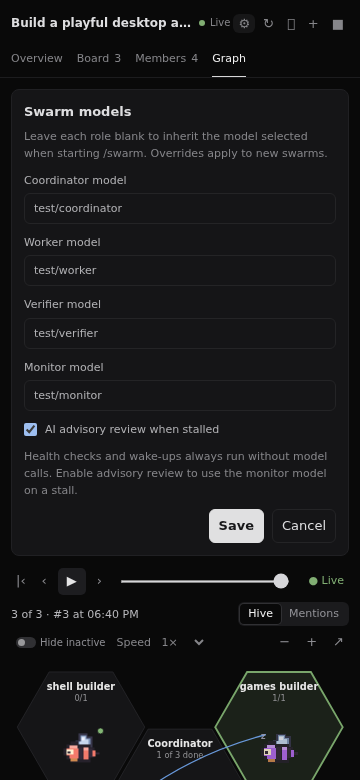 Build a playful desktop a... Live
Overview Board 3 Members 4 Graph
Swarm models
Leave each role blank to inherit the model selected
when starting /swarm. Overrides apply to new swarms.
Coordinator model
test/coordinator
Worker model
test/worker
Verifier model
test/verifier
Monitor model
test/monitor
AI advisory review when stalled
Health checks and wake-ups always run without model
calls. Enable advisory review to use the monitor model
on a stall.
Save Cancel
Live
3 of 3 · #3 at 06:40 PM Hive Mentions
Hide inactive Speed 1×
shell builder
0/1
games builder
1/1
Coordinator
1 of 3 done
z